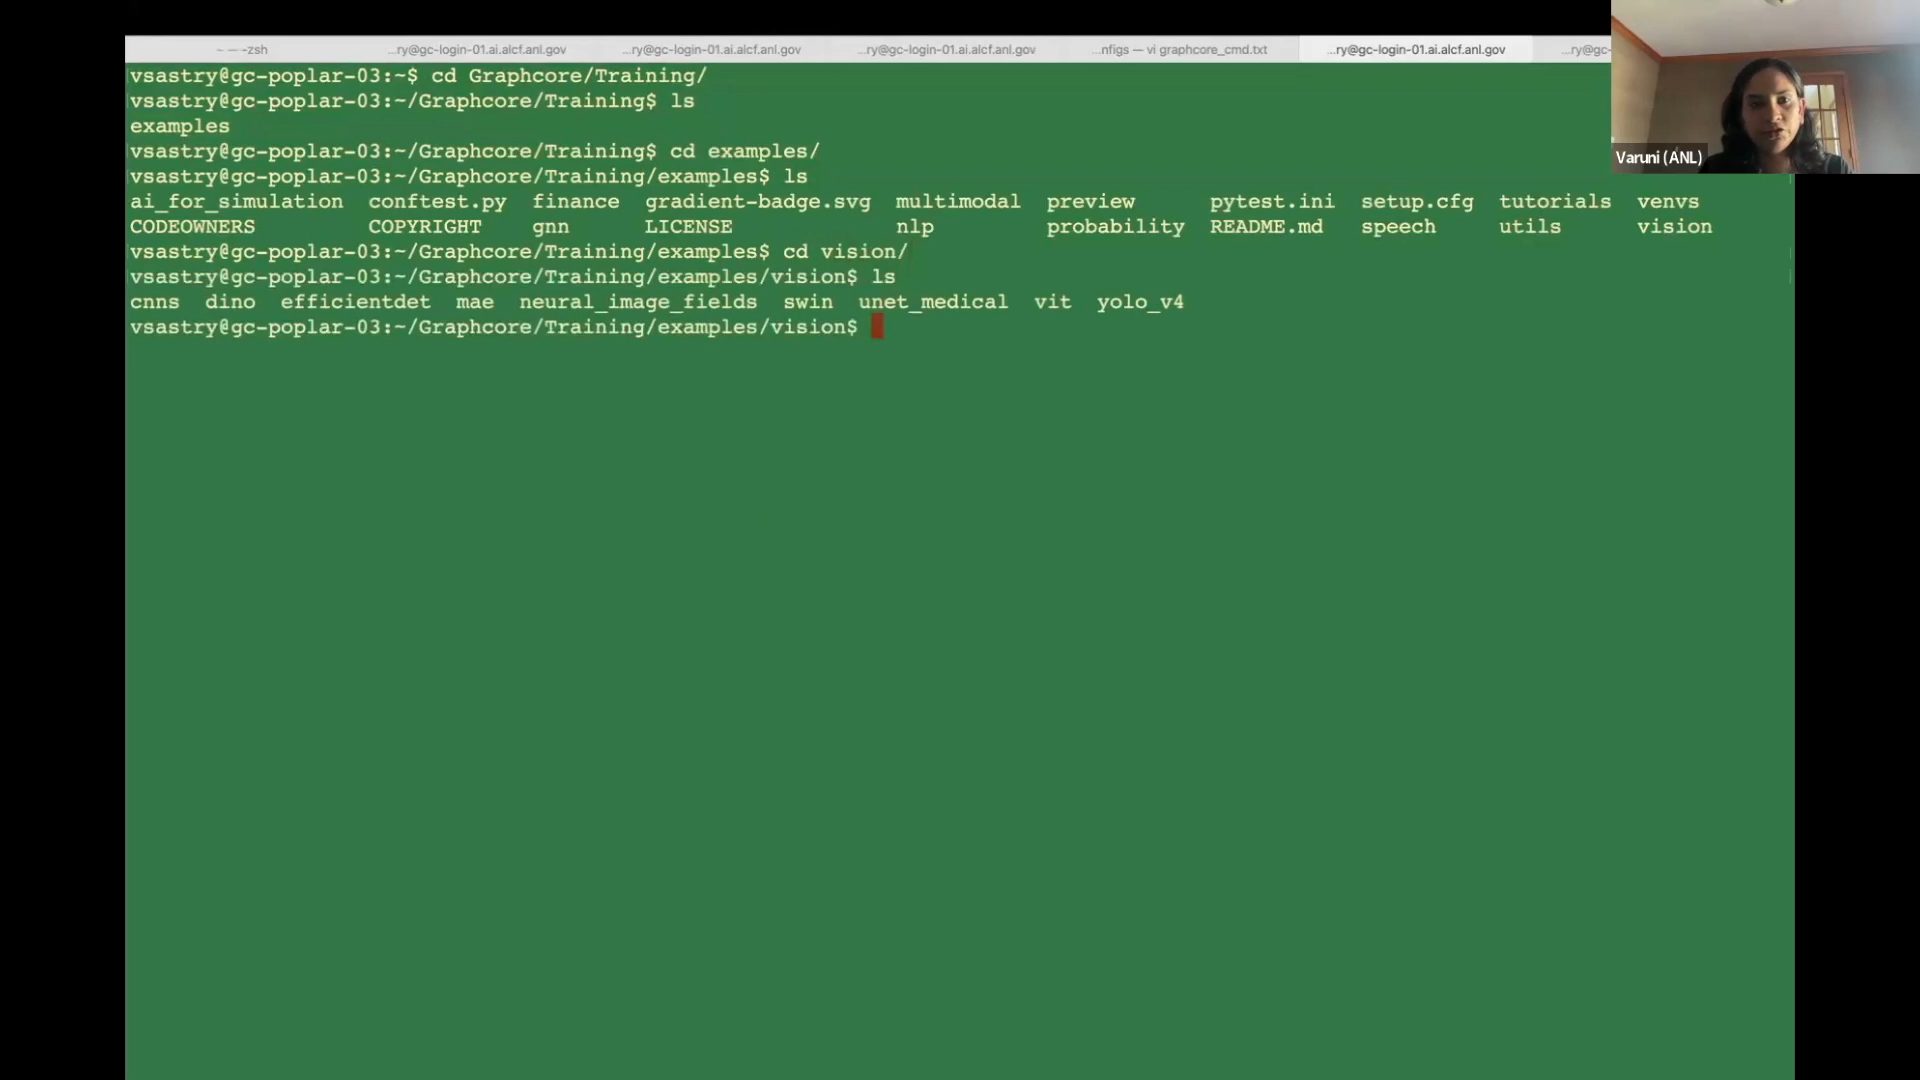 ~ — -zsh
...ry@gc-login-01.ai.alcf.anl.gov
...ry@gc-login-01.ai.alcf.anl.gov
...ry@gc-login-01.ai.alcf.anl.gov
...nfigs — vi graphcore_cmd.txt
...ry@gc-login-01.ai.alcf.anl.gov
...ry@gc-
vsastry@gc-poplar-03:~$ cd Graphcore/Training/
vsastry@gc-poplar-03:~/Graphcore/Training$ ls
examples
vsastry@gc-poplar-03:~/Graphcore/Training$ cd examples/
vsastry@gc-poplar-03:~/Graphcore/Training/examples$ ls
ai_for_simulation conftest.py finance gradient-badge.svg multimodal preview pytest.ini setup.cfg tutorials venvs
CODEOWNERS COPYRIGHT gnn LICENSE nlp probability README.md speech utils vision
vsastry@gc-poplar-03:~/Graphcore/Training/examples$ cd vision/
vsastry@gc-poplar-03:~/Graphcore/Training/examples/vision$ ls
cnns dino efficientdet mae neural_image_fields swin unet_medical vit yolo_v4
vsastry@gc-poplar-03:~/Graphcore/Training/examples/vision$
Varuni (ANL)